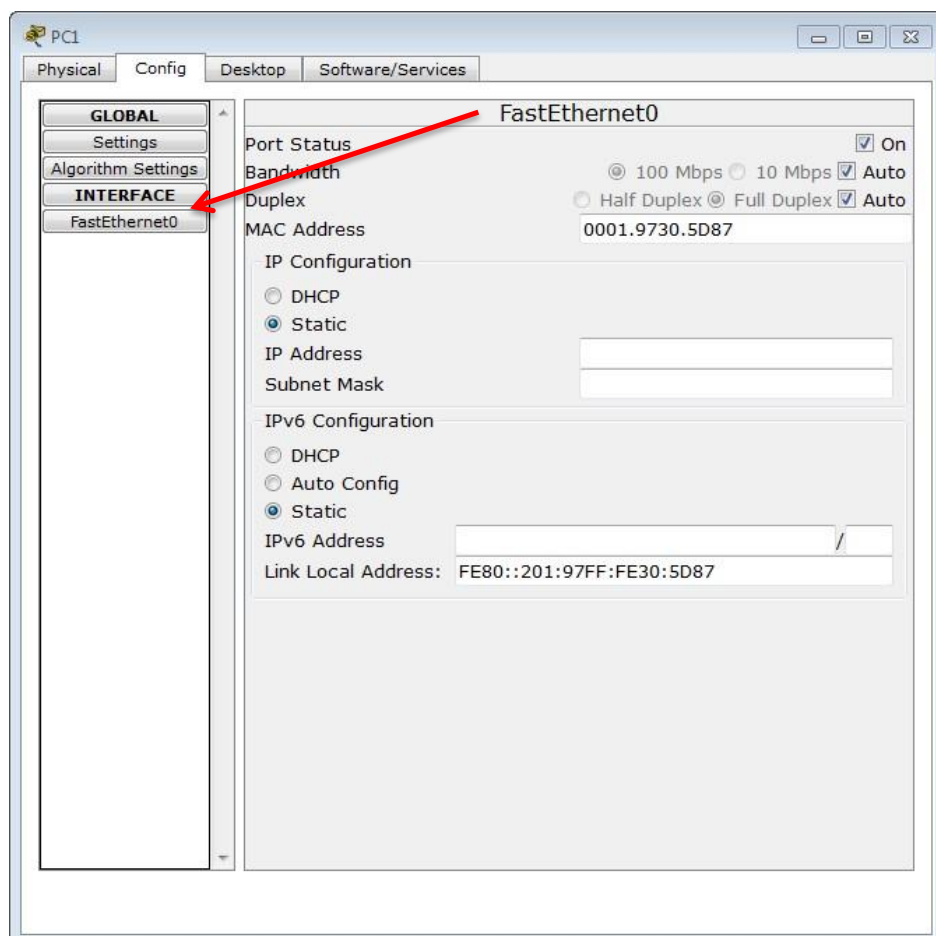 PC1
Physical Config Desktop Software/Services
GLOBAL
Settings
Algorithm Settings
INTERFACE
FastEthernet0
FastEthernet0
Port Status On
Bandwidth 100 Mbps 10 Mbps Auto
Duplex Half Duplex Full Duplex Auto
MAC Address 0001.9730.5D87
IP Configuration
DHCP
Static
IP Address
Subnet Mask
IPv6 Configuration
DHCP
Auto Config
Static
IPv6 Address /
Link Local Address: FE80::201:97FF:FE30:5D87